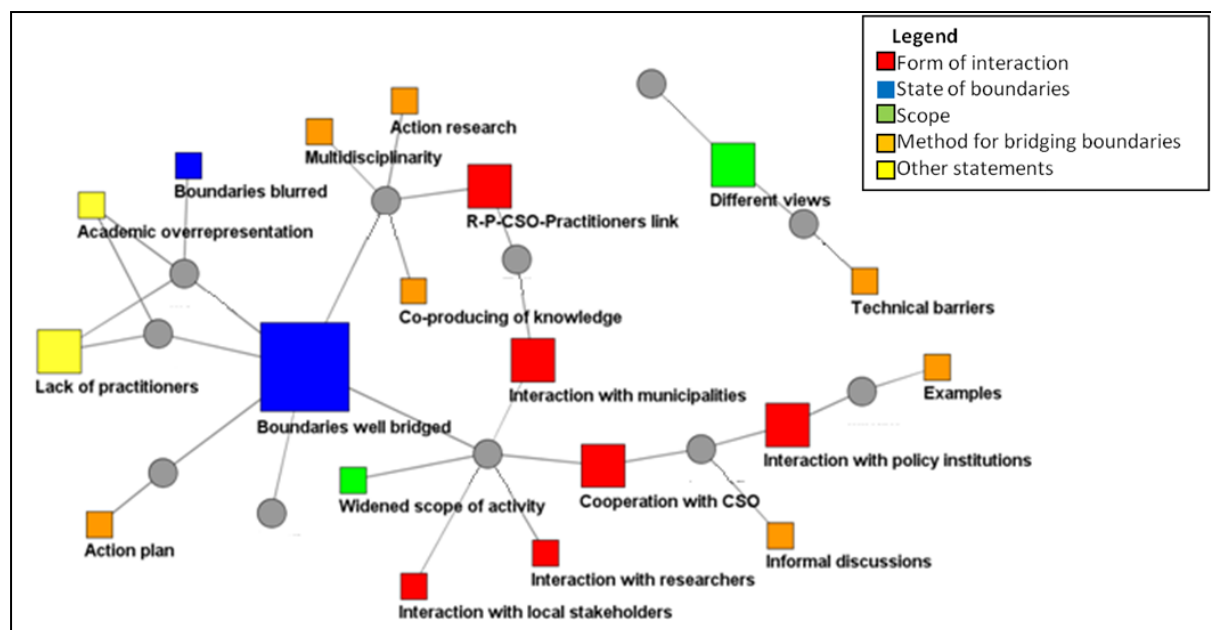 Legend
Form of interaction
State of boundaries
Scope
Method for bridging boundaries
Other statements
Action research
Multidisciplinarity
Boundaries blurred
Different views
R-P-CSO-Practitioners link
Academic overrepresentation
Technical barriers
Co-producing of knowledge
Lack of practitioners
Interaction with municipalities
Examples
Boundaries well bridged
Interaction with policy institutions
Cooperation with CSO
Widened scope of activity
Action plan
Informal discussions
Interaction with researchers
Interaction with local stakeholders